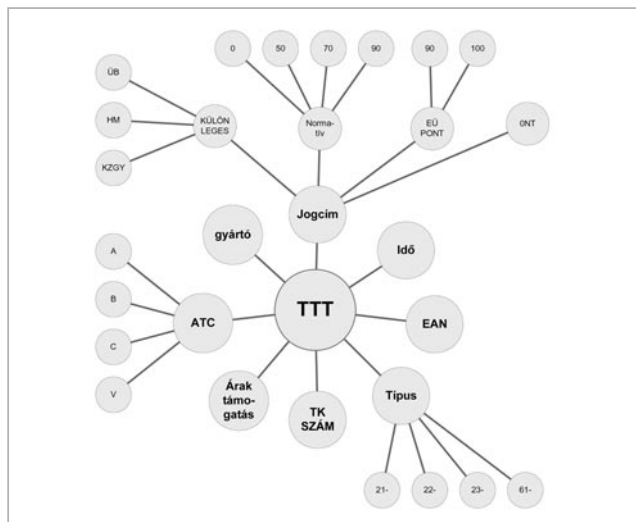 0
50
70
90
90
100
ÜB
HM
KZGY
KÜLÖN
LEGES
Norma-
tív
EÜ
PONT
0NT
Jogcím
gyártó
Idő
TTT
EAN
ATC
A
B
C
V
Árak
támo-
gatás
TK
SZÁM
Típus
21-
22-
23-
61-